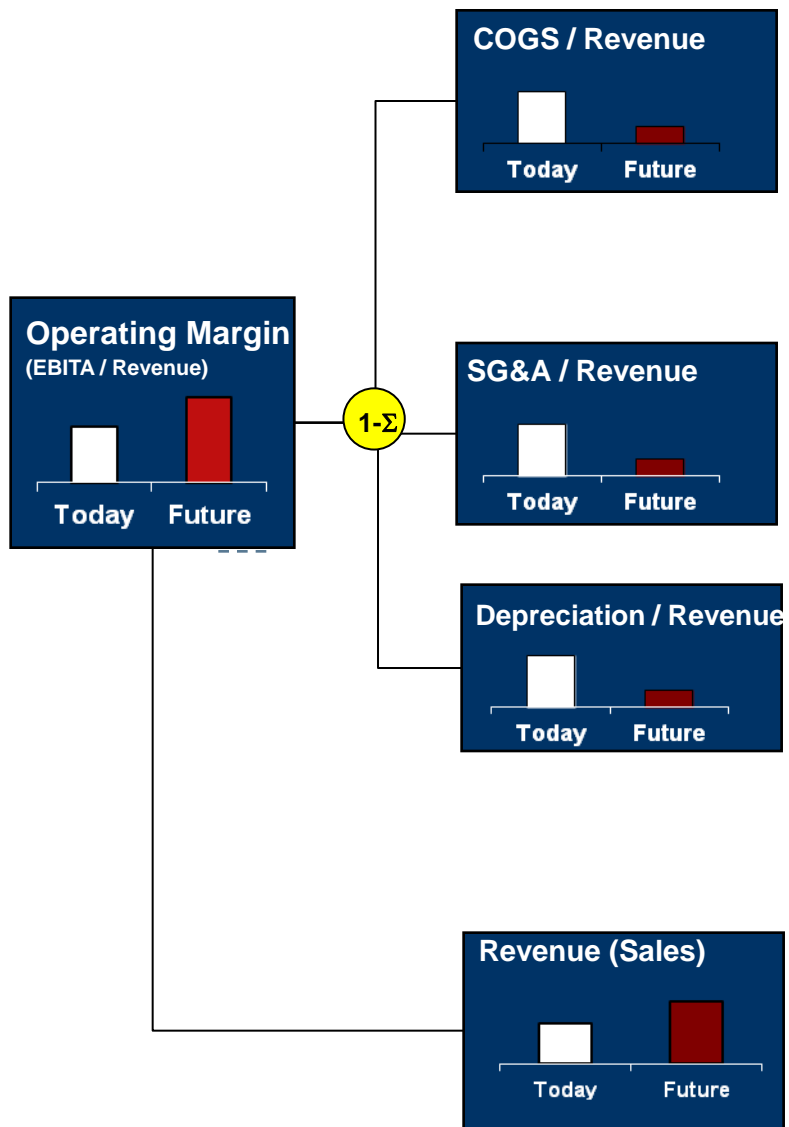 COGS / Revenue
Today Future
Operating Margin
(EBITA / Revenue)
Today Future
1-Σ
SG&A / Revenue
Today Future
Depreciation / Revenue
Today Future
Revenue (Sales)
Today Future